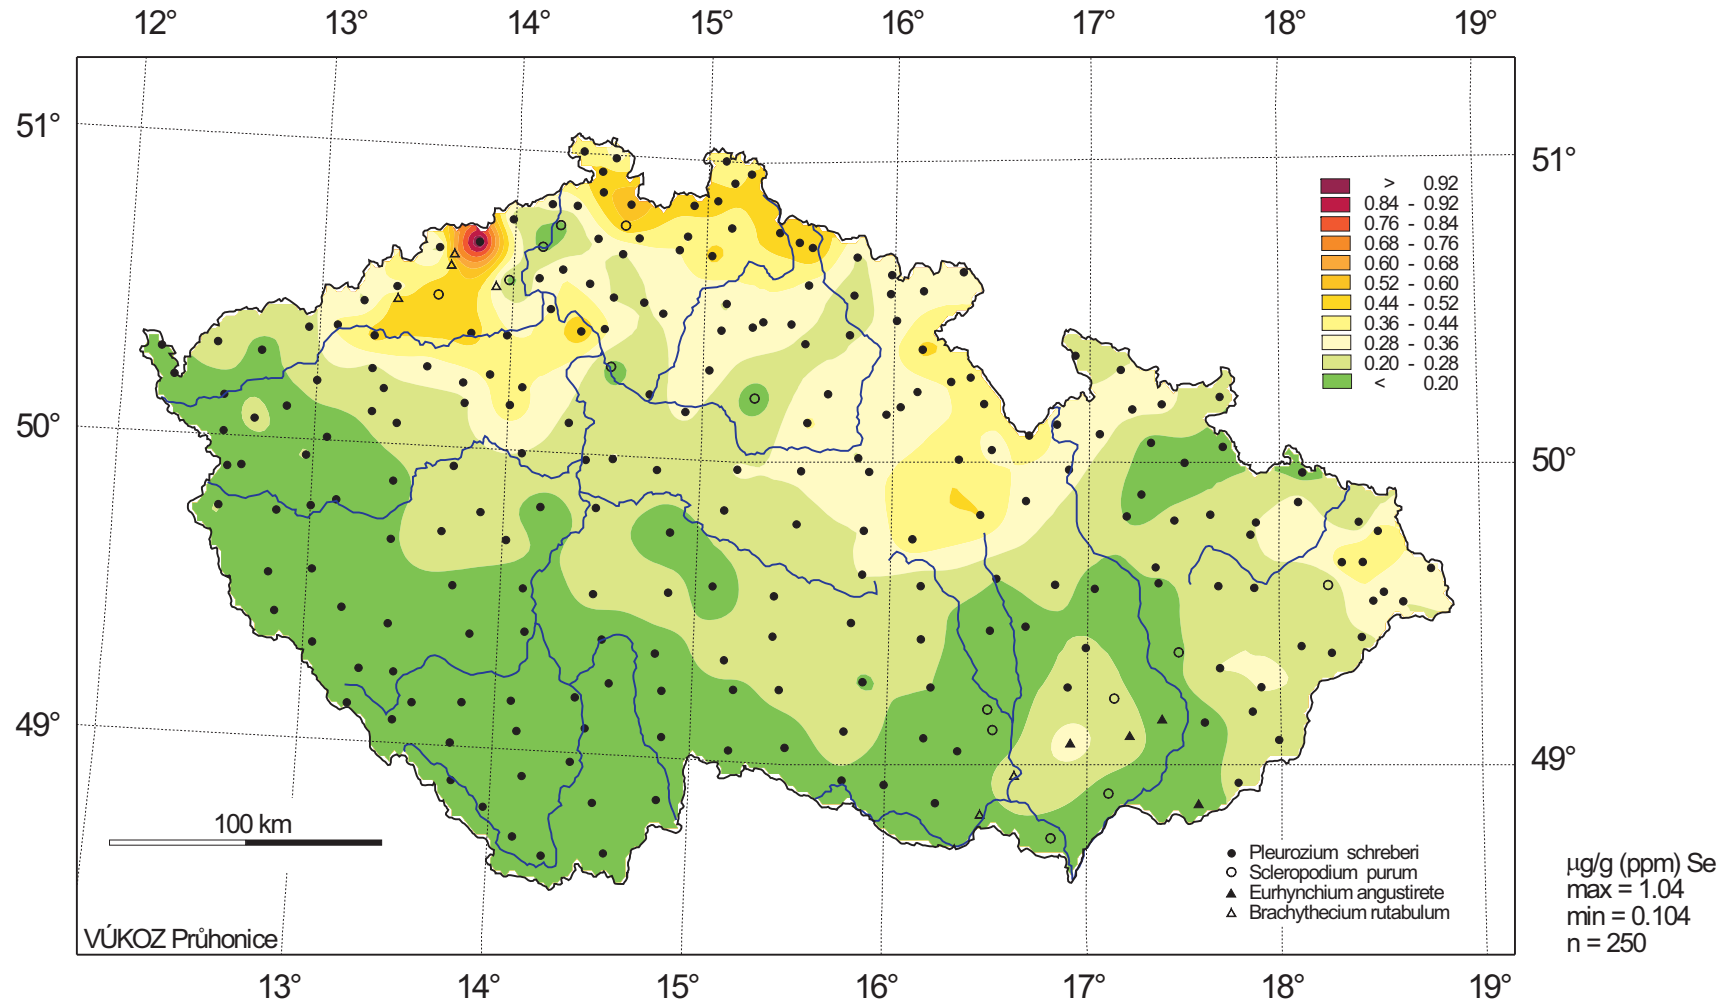 12° 13° 14° 15° 16° 17° 18° 19°
51° 51°
> 0.92
0.84 - 0.92
0.76 - 0.84
0.68 - 0.76
0.60 - 0.68
0.52 - 0.60
0.44 - 0.52
0.36 - 0.44
0.28 - 0.36
0.20 - 0.28
< 0.20
50° 50°
49° 49°
100 km
Pleurozium schreberi
Scleropodium purum
Eurhynchium angustirete
Brachythecium rutabulum
µg/g (ppm) Se
max = 1.04
min = 0.104
n = 250
VÚKOZ Průhonice
13° 14° 15° 16° 17° 18° 19°